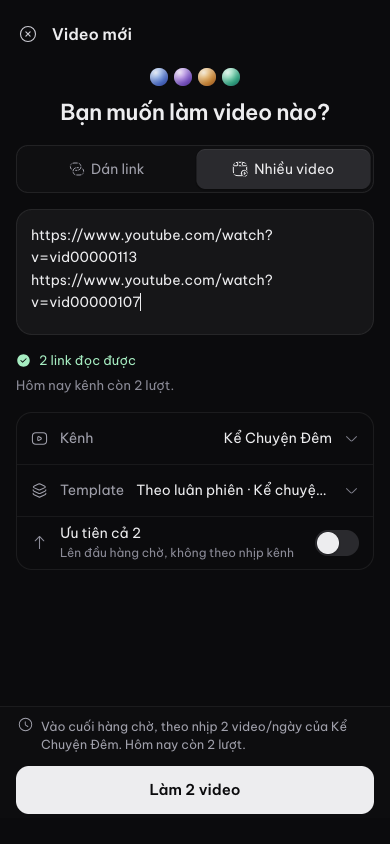 Video mới
Bạn muốn làm video nào?
Dán link
Nhiều video
https://www.youtube.com/watch?
v=vid00000113
https://www.youtube.com/watch?
v=vid00000107
2 link đọc được
Hôm nay kênh còn 2 lượt.
Kênh
Kể Chuyện Đêm
Template
Theo luân phiên · Kể chuyệ...
Ưu tiên cả 2
Lên đầu hàng chờ, không theo nhịp kênh
Vào cuối hàng chờ, theo nhịp 2 video/ngày của Kể
Chuyện Đêm. Hôm nay còn 2 lượt.
Làm 2 video